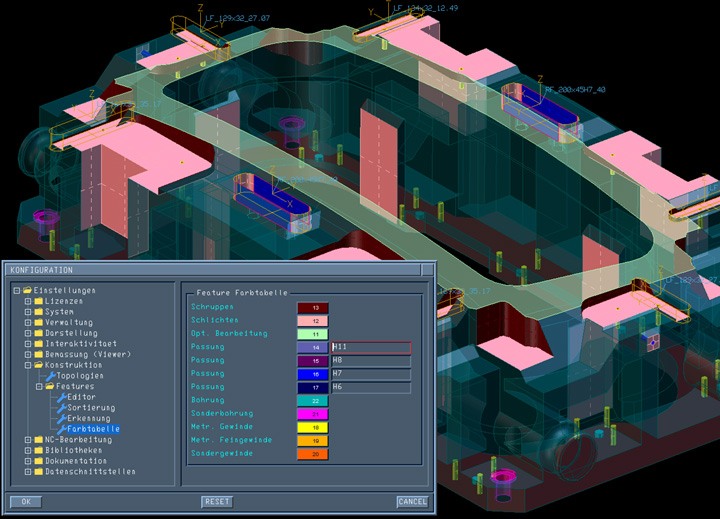 Z
LF_129x32_27.07
Y
LF_134x32_12.49
Z
RF_200x45H7_40
Z
Z
X
KONFIGURATION
Einstellungen
Lizenzen
System
Verwaltung
Darstellung
Interaktivitaet
Bemassung (Viewer)
Konstruktion
Topologien
Features
Editor
Sortierung
Erkennung
Farbtabelle
NC-Bearbeitung
Bibliotheken
Dokumentation
Datenschnittstellen
Feature Farbtabelle
Schruppen 13
Schlichten 12
Opt. Bearbeitung 11
Passung 14 H11
Passung 15 H8
Passung 16 H7
Passung 17 H6
Bohrung 22
Sonderbohrung 21
Metr. Gewinde 18
Metr. Feingewinde 19
Sondergewinde 20
OK RESET CANCEL